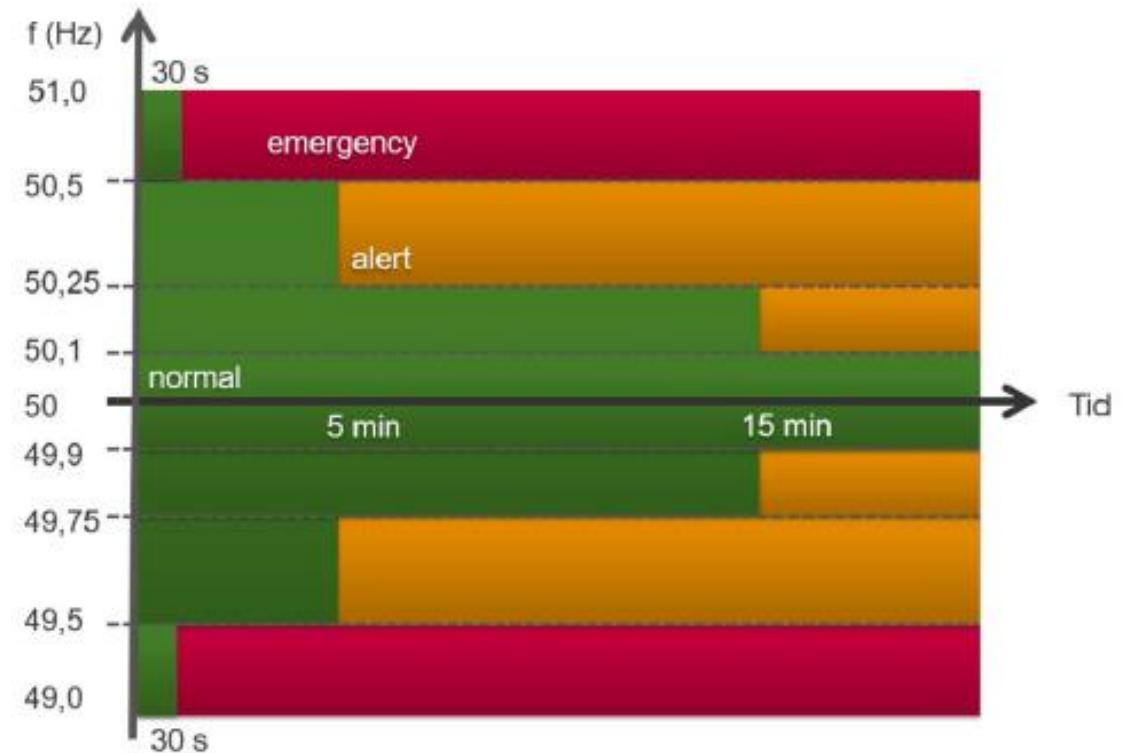 f (Hz)
30 s
51,0
emergency
50,5
alert
50,25
50,1
normal
50
Tid
5 min
15 min
49,9
49,75
49,5
49,0
30 s